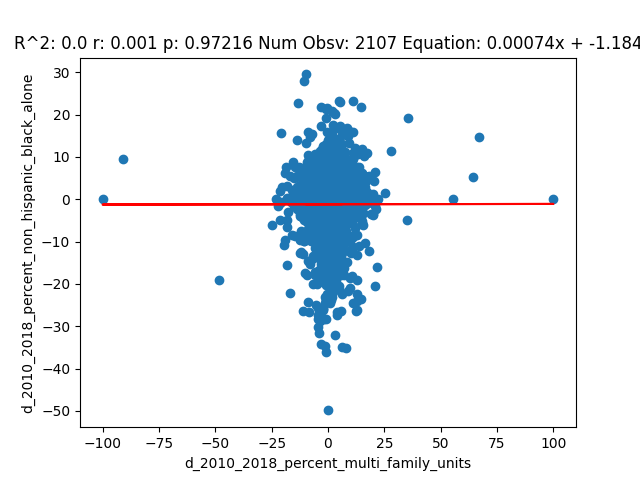 R^2: 0.0 r: 0.001 p: 0.97216 Num Obsv: 2107 Equation: 0.00074x + -1.184
30
20
10
0
−10
−20
−30
−40
−50
d_2010_2018_percent_non_hispanic_black_alone
−100 −75 −50 −25 0 25 50 75 100
d_2010_2018_percent_multi_family_units